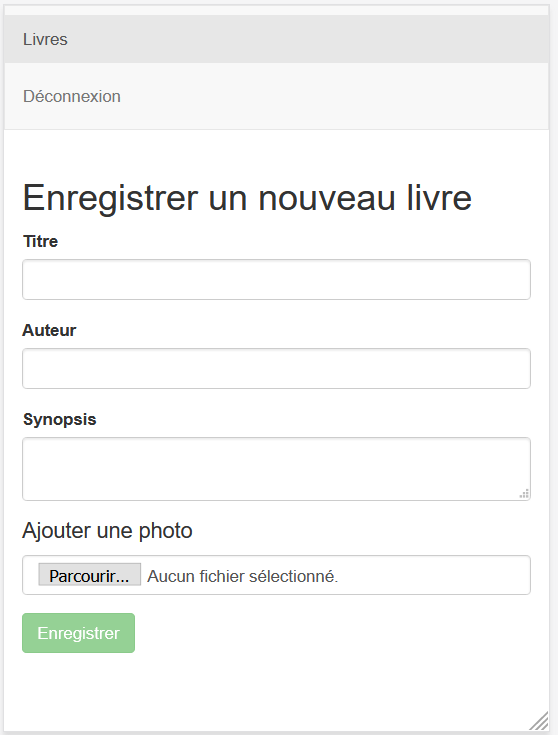 Livres
Déconnexion
Enregistrer un nouveau livre
Titre
Auteur
Synopsis
Ajouter une photo
Parcourir... Aucun fichier sélectionné.
Enregistrer